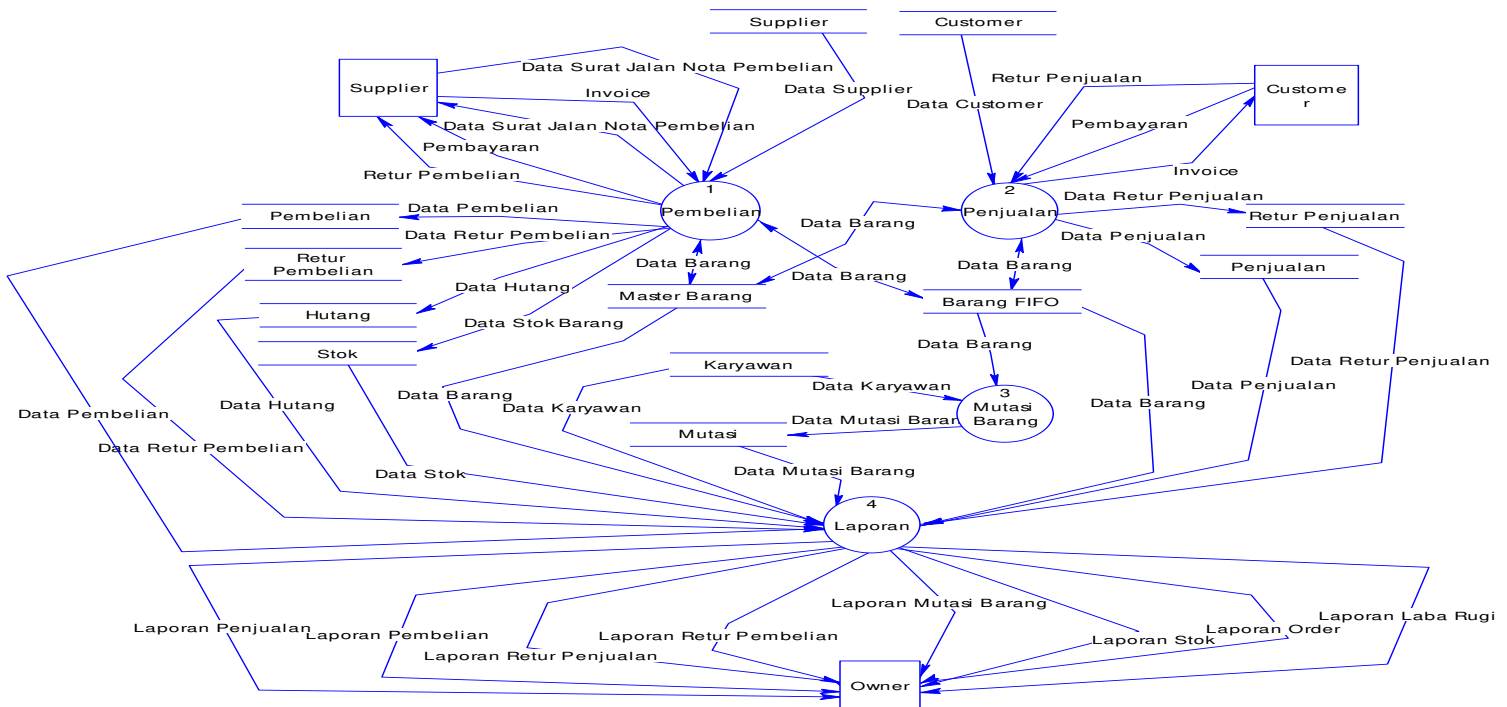 Supplier
Customer
Data Surat Jalan Nota Pembelian
Retur Penjualan
Supplier
Invoice
Data Supplier
Data Customer
Custome
r
Data Surat Jalan Nota Pembelian
Pembayaran
Pembayaran
Invoice
Retur Pembelian
1
Pembelian
2
Penjualan
Data Retur Penjualan
Pembelian
Data Pembelian
Data Barang
Retur Penjualan
Data Retur Pembelian
Data Penjualan
Retur
Pembelian
Data Barang
Data Barang
Data Barang
Penjualan
Data Hutang
Master Barang
Barang FIFO
Hutang
Data Stok Barang
Stok
Data Barang
Karyawan
Data Retur Penjualan
Data Karyawan
Data Penjualan
Data Barang
3
Mutasi
Barang
Data Hutang
Data Karyawan
Data Barang
Data Pembelian
Data Mutasi Baran
Mutasi
Data Retur Pembelian
Data Stok
Data Mutasi Barang
4
Laporan
Laporan Mutasi Barang
Laporan Laba Rugi
Laporan Penjualan
Laporan Pembelian
Laporan Retur Pembelian
Laporan Stok
Laporan Order
Laporan Retur Penjualan
Owner